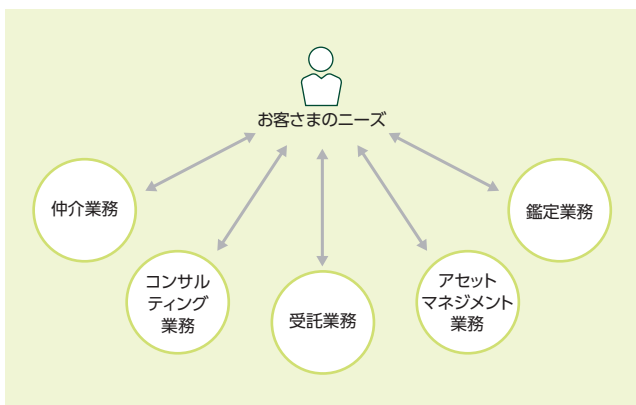 お客さまのニーズ
仲介業務
コンサル
ティング
業務
受託業務
アセット
マネジメント
業務
鑑定業務